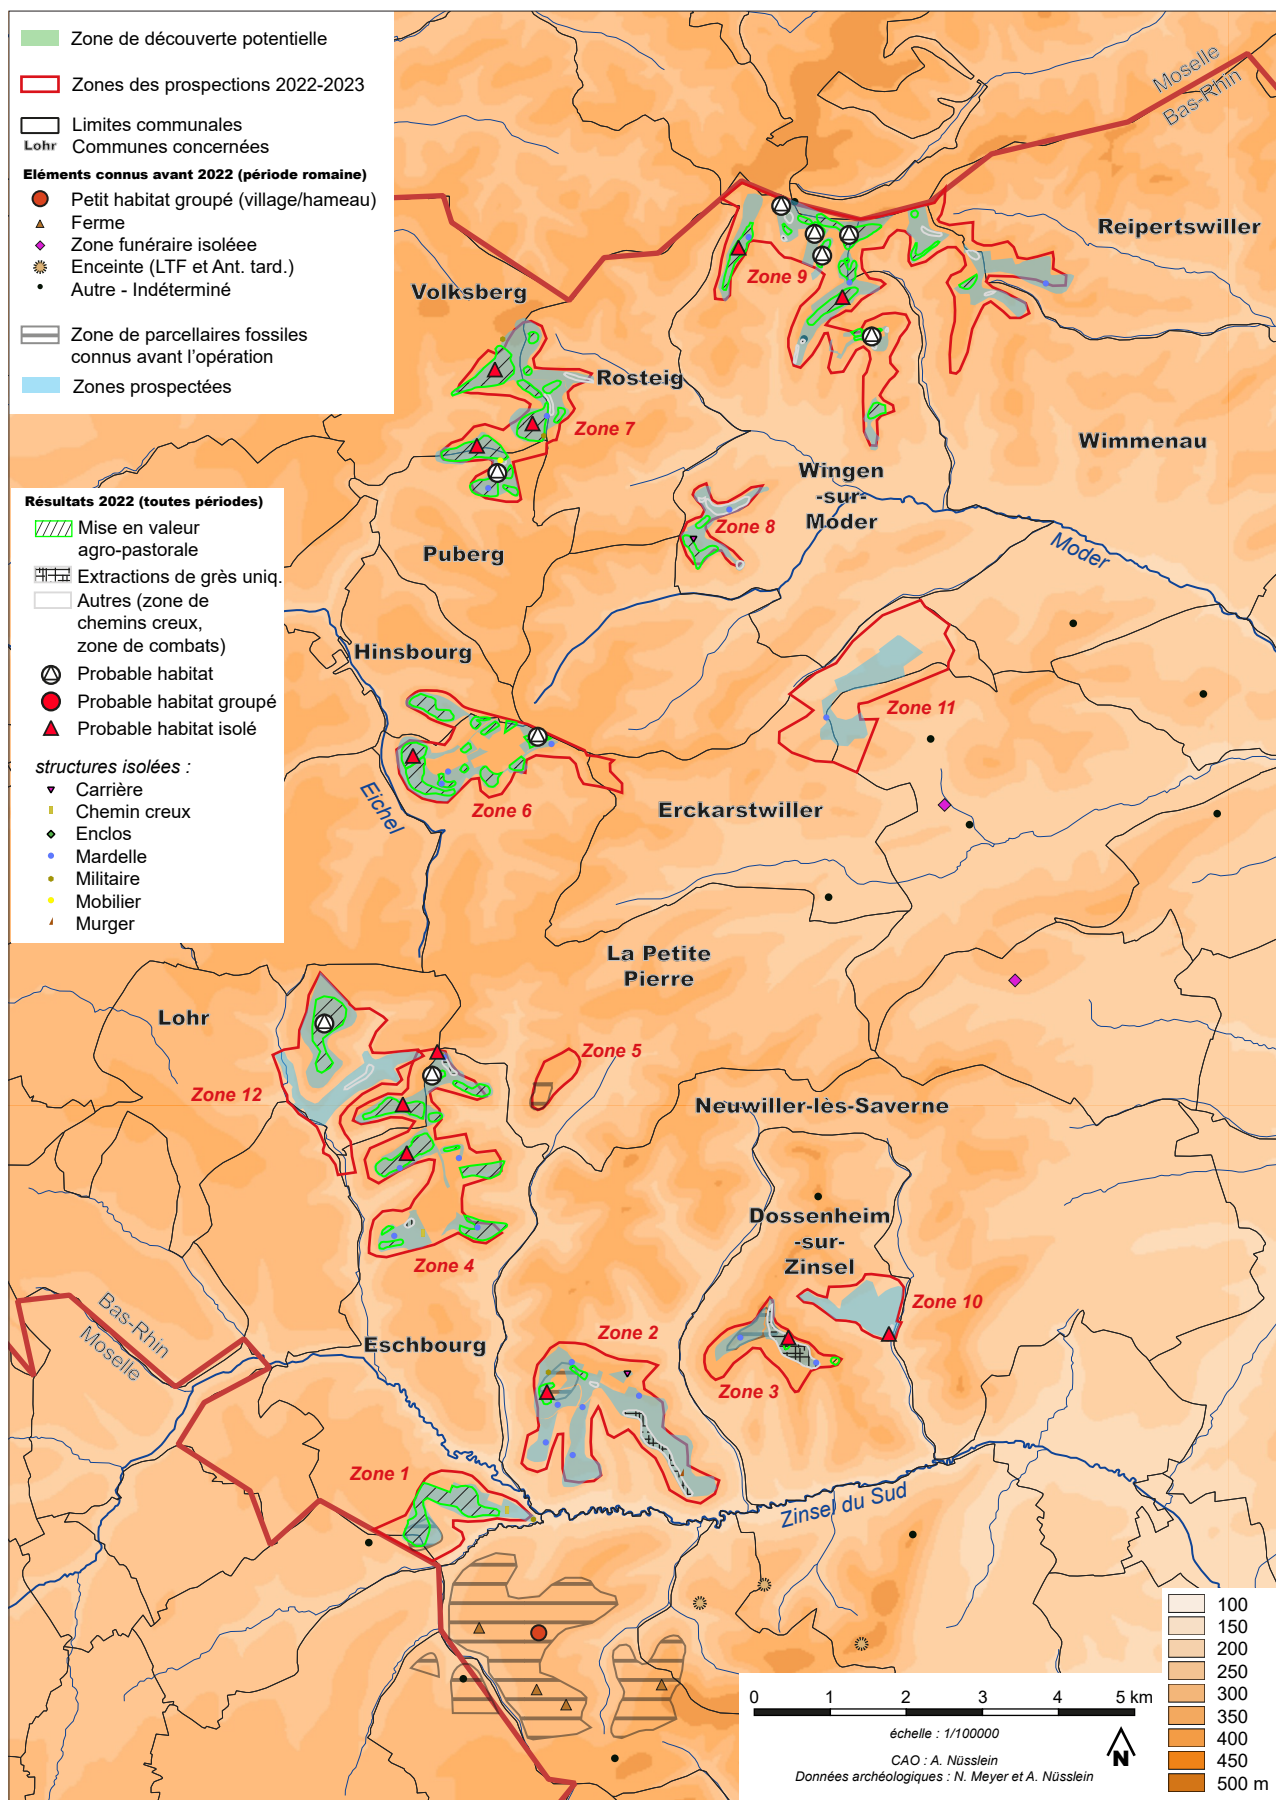 Zone de découverte potentielle
Zones des prospections 2022-2023
Limites communales
Lohr Communes concernées
Eléments connus avant 2022 (période romaine)
Petit habitat groupé (village/hameau)
Ferme
Zone funéraire isoléee
Enceinte (LTF et Ant. tard.)
Autre - Indéterminé
Zone de parcellaires fossiles
connus avant l'opération
Zones prospectées
Résultats 2022 (toutes périodes)
Mise en valeur
agro-pastorale
Extractions de grès uniq.
Autres (zone de
chemins creux,
zone de combats)
Probable habitat
Probable habitat groupé
Probable habitat isolé
structures isolées :
Carrière
Chemin creux
Enclos
Mardelle
Militaire
Mobilier
Murger
Moselle
Bas-Rhin
Reipertswiller
Zone 9
Volksberg
Rosteig
Zone 7
Wimmenau
Wingen
-sur-
Moder
Zone 8
Puberg
Moder
Hinsbourg
Zone 11
Eichel
Zone 6
Erckarstwiller
La Petite
Pierre
Lohr
Zone 5
Zone 12
Neuwiller-lès-Saverne
Dossenheim
-sur-
Zinsel
Zone 4
Zone 10
Bas-Rhin
Moselle
Eschbourg
Zone 2
Zone 3
Zone 1
Zinsel du Sud
0 1 2 3 4 5 km
échelle : 1/100000
CAO : A. Nüsslein
Données archéologiques : N. Meyer et A. Nüsslein
N
100
150
200
250
300
350
400
450
500 m